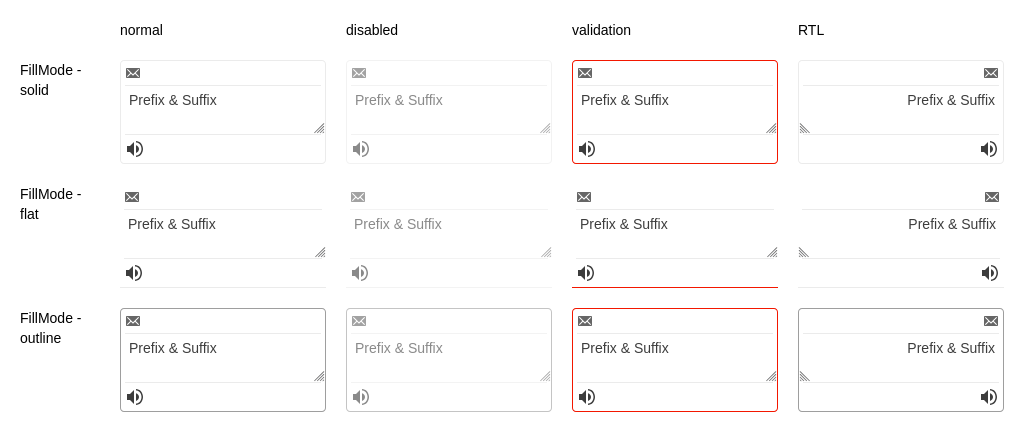 normal disabled validation RTL
FillMode -
solid
Prefix & Suffix Prefix & Suffix Prefix & Suffix Prefix & Suffix
FillMode -
flat
Prefix & Suffix Prefix & Suffix Prefix & Suffix Prefix & Suffix
FillMode -
outline
Prefix & Suffix Prefix & Suffix Prefix & Suffix Prefix & Suffix